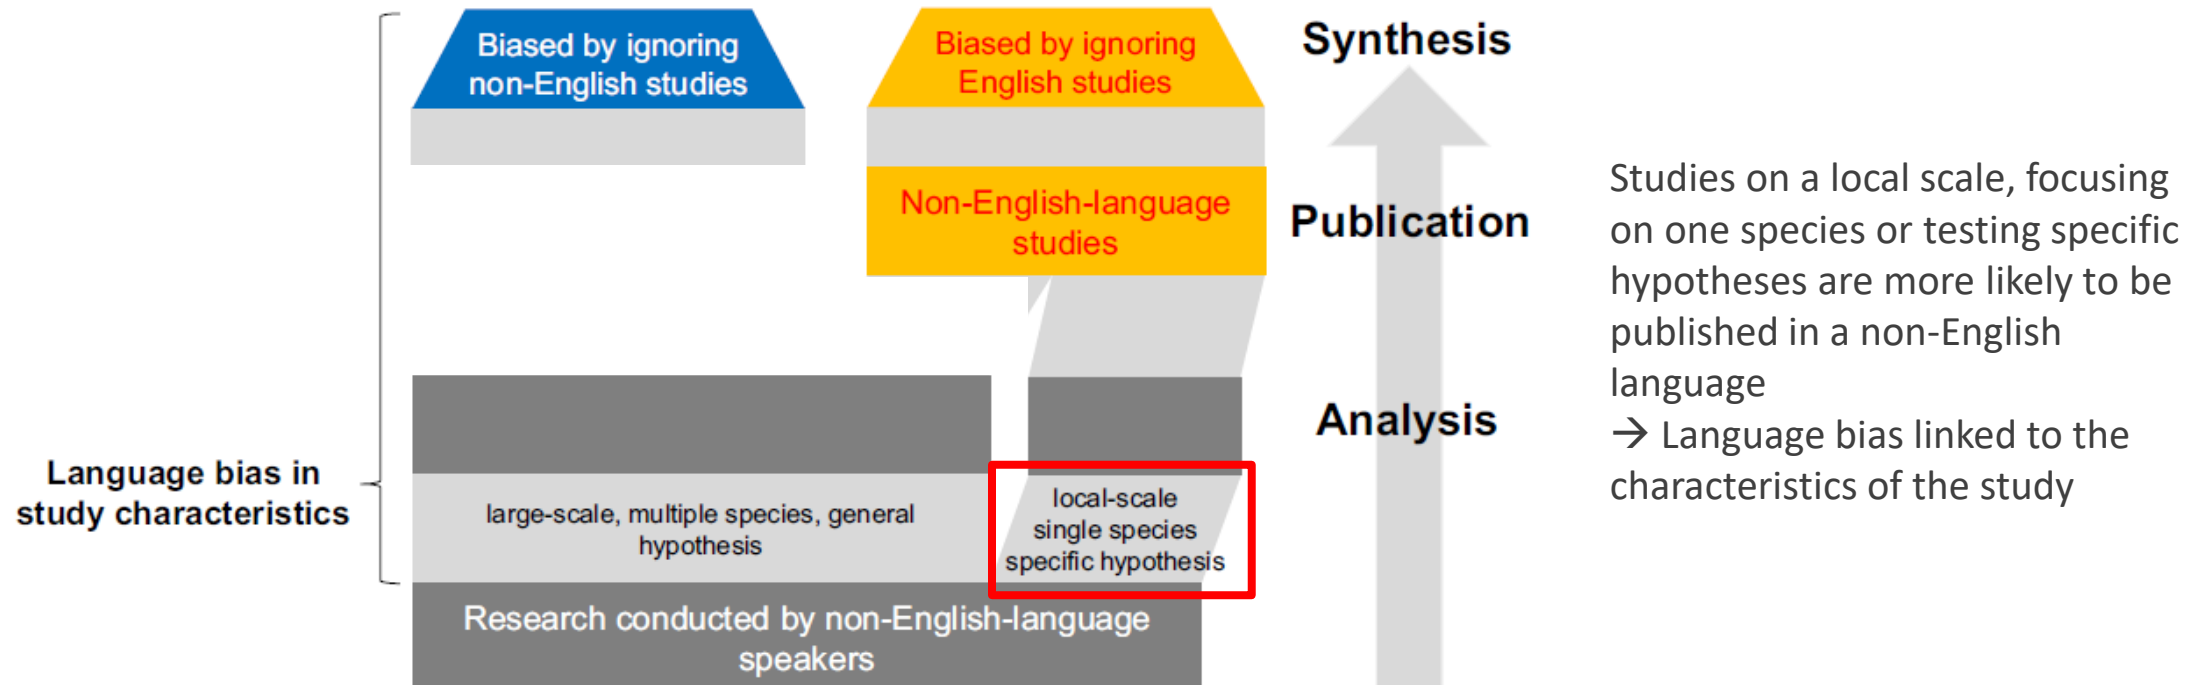 Biased by ignoring
non-English studies
Biased by ignoring
English studies
Synthesis
Non-English-language
studies
Publication
Studies on a local scale, focusing
on one species or testing specific
hypotheses are more likely to be
published in a non-English
language
→ Language bias linked to the
characteristics of the study
Analysis
Language bias in
study characteristics
large-scale, multiple species, general
hypothesis
local-scale
single species
specific hypothesis
Research conducted by non-English-language
speakers